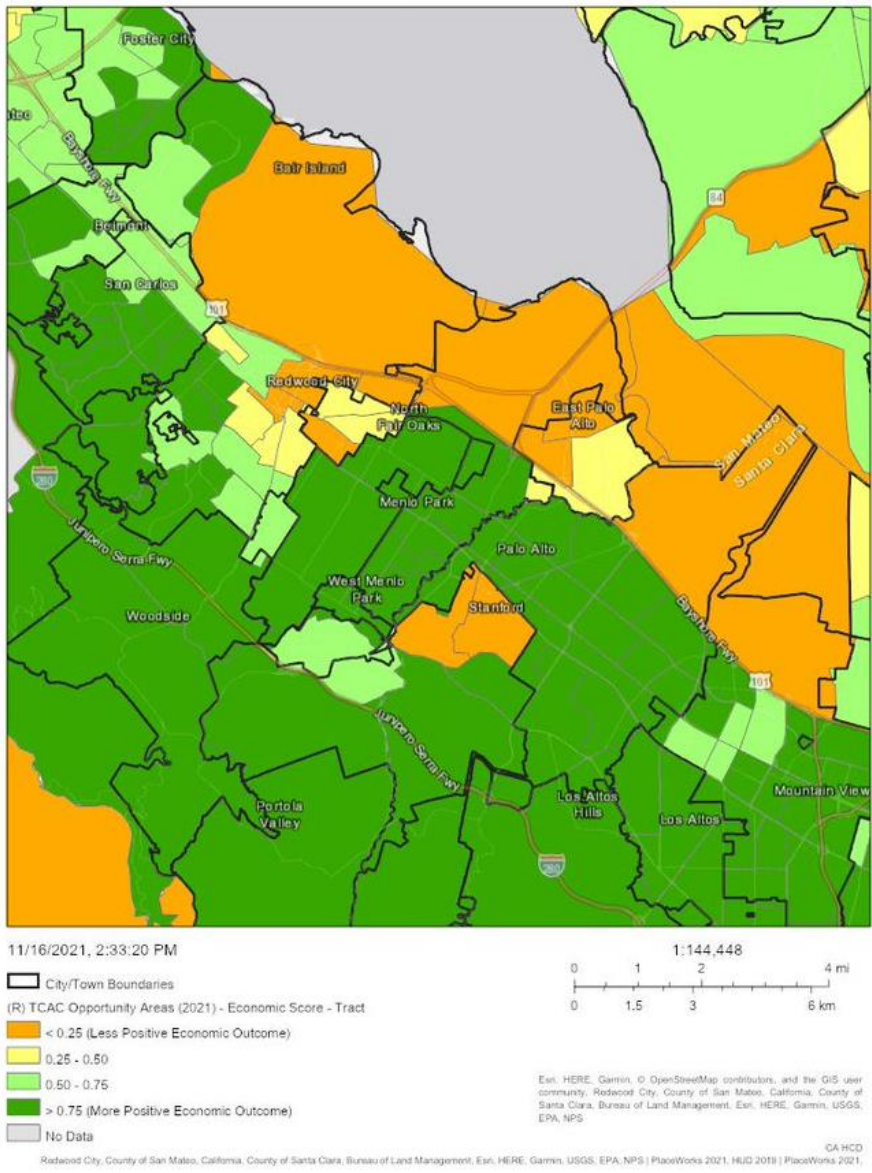 Foster City
Bair Island
Bayshore Fwy
84
Belmont
San Carlos
101
Redwood City
North
Fair Oaks
East Palo
Alto
San Mateo
Santa Clara
280
Menlo Park
Palo Alto
Junipero Serra Fwy
West Menlo
Park
Woodside
Stanford
Bayshore Fwy
101
Junipero Serra Fwy
Portola
Valley
Los Altos
Hills
Los Altos
Mountain View
280
11/16/2021, 2:33:20 PM
City/Town Boundaries
(R) TCAC Opportunity Areas (2021) - Economic Score - Tract
< 0.25 (Less Positive Economic Outcome)
0.25 - 0.50
0.50 - 0.75
> 0.75 (More Positive Economic Outcome)
No Data
1:144,448
0 1 2 4 mi
0 1.5 3 6 km
Esri, HERE, Garmin, © OpenStreetMap contributors, and the GIS user
community, Redwood City, County of San Mateo, California, County of
Santa Clara, Bureau of Land Management, Esri, HERE, Garmin, USGS,
EPA, NPS
CA HCD
Redwood City, County of San Mateo, California, County of Santa Clara, Bureau of Land Management, Esri, HERE, Garmin, USGS, EPA, NPS | PlaceWorks 2021, HUD 2019 | PlaceWorks 2021,